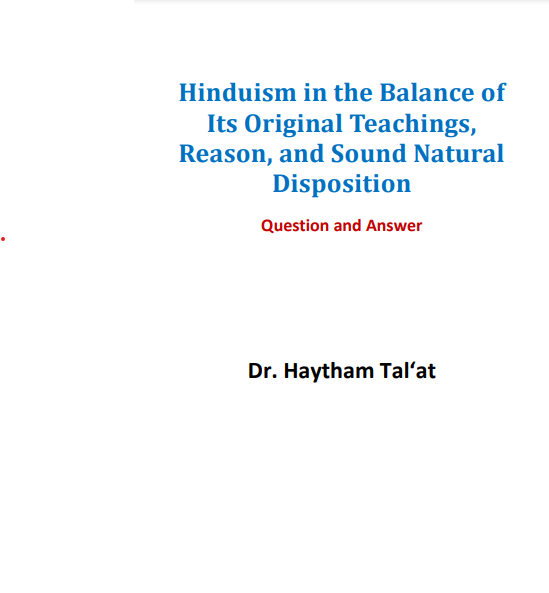 Hinduism in the Balance of
Its Original Teachings,
Reason, and Sound Natural
Disposition
Question and Answer
Dr. Haytham Tal‘at